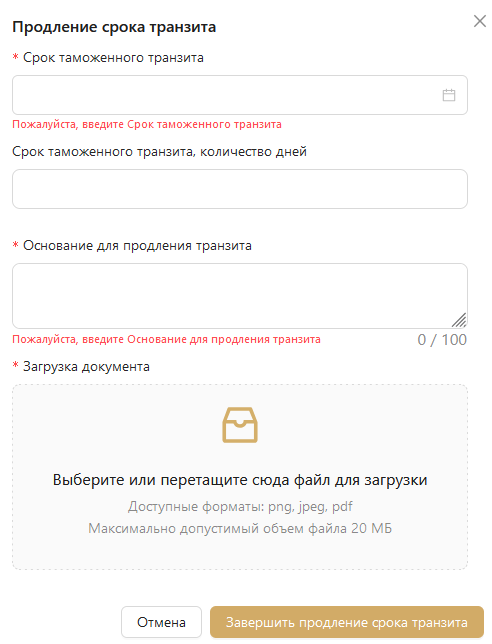 Продление срока транзита
* Срок таможенного транзита
Пожалуйста, введите Срок таможенного транзита
Срок таможенного транзита, количество дней
* Основание для продления транзита
Пожалуйста, введите Основание для продления транзита
0 / 100
* Загрузка документа
Выберите или перетащите сюда файл для загрузки
Доступные форматы: png, jpeg, pdf
Максимально допустимый объем файла 20 МБ
Отмена
Завершить продление срока транзита